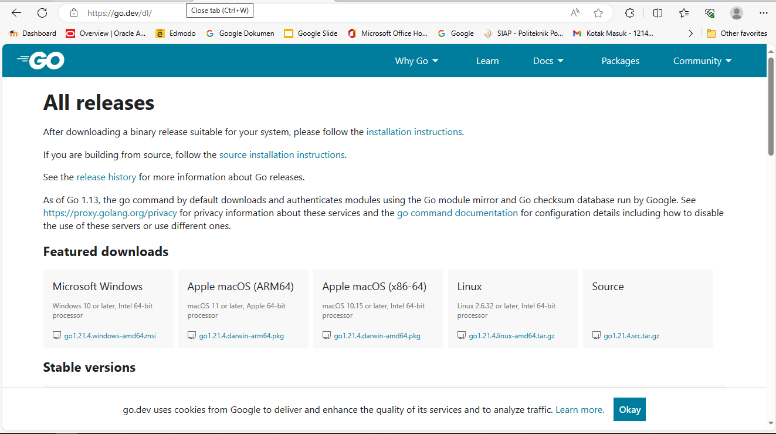 https://go.dev/dl/
Close tab (Ctrl+W)
Dashboard
Overview | Oracle A...
Edmodo
Google Dokumen
Google Slide
Microsoft Office Ho...
Google
SIAP - Politeknik Po...
Kotak Masuk - 1214...
Other favorites
GO
Why Go
Learn
Docs
Packages
Community
All releases
After downloading a binary release suitable for your system, please follow the installation instructions.
If you are building from source, follow the source installation instructions.
See the release history for more information about Go releases.
As of Go 1.13, the go command by default downloads and authenticates modules using the Go module mirror and Go checksum database run by Google. See
https://proxy.golang.org/privacy for privacy information about these services and the go command documentation for configuration details including how to disable
the use of these servers or use different ones.
Featured downloads
Microsoft Windows
Windows 10 or later, Intel 64-bit
processor
go1.21.4.windows-amd64.msi
Apple macOS (ARM64)
macOS 11 or later, Apple 64-bit
processor
go1.21.4.darwin-arm64.pkg
Apple macOS (x86-64)
macOS 10.15 or later, Intel 64-bit
processor
go1.21.4.darwin-amd64.pkg
Linux
Linux 2.6.32 or later, Intel 64-bit
processor
go1.21.4.linux-amd64.tar.gz
Source
go1.21.4.src.tar.gz
Stable versions
go.dev uses cookies from Google to deliver and enhance the quality of its services and to analyze traffic. Learn more.
Okay